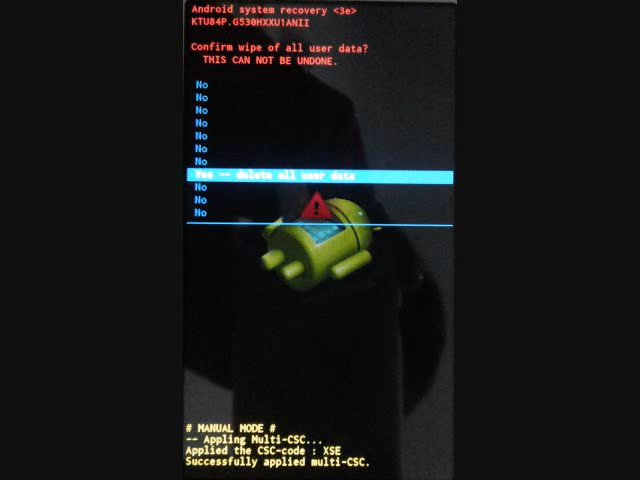 Android system recovery <3e>
KTU84P.G530HXXU1ANII
Confirm wipe of all user data?
THIS CAN NOT BE UNDONE.
No
No
No
No
No
No
No
Yes -- delete all user data
No
No
No
# MANUAL MODE #
-- Appling Multi-CSC...
Applied the CSC-code : XSE
Successfully applied multi-CSC.